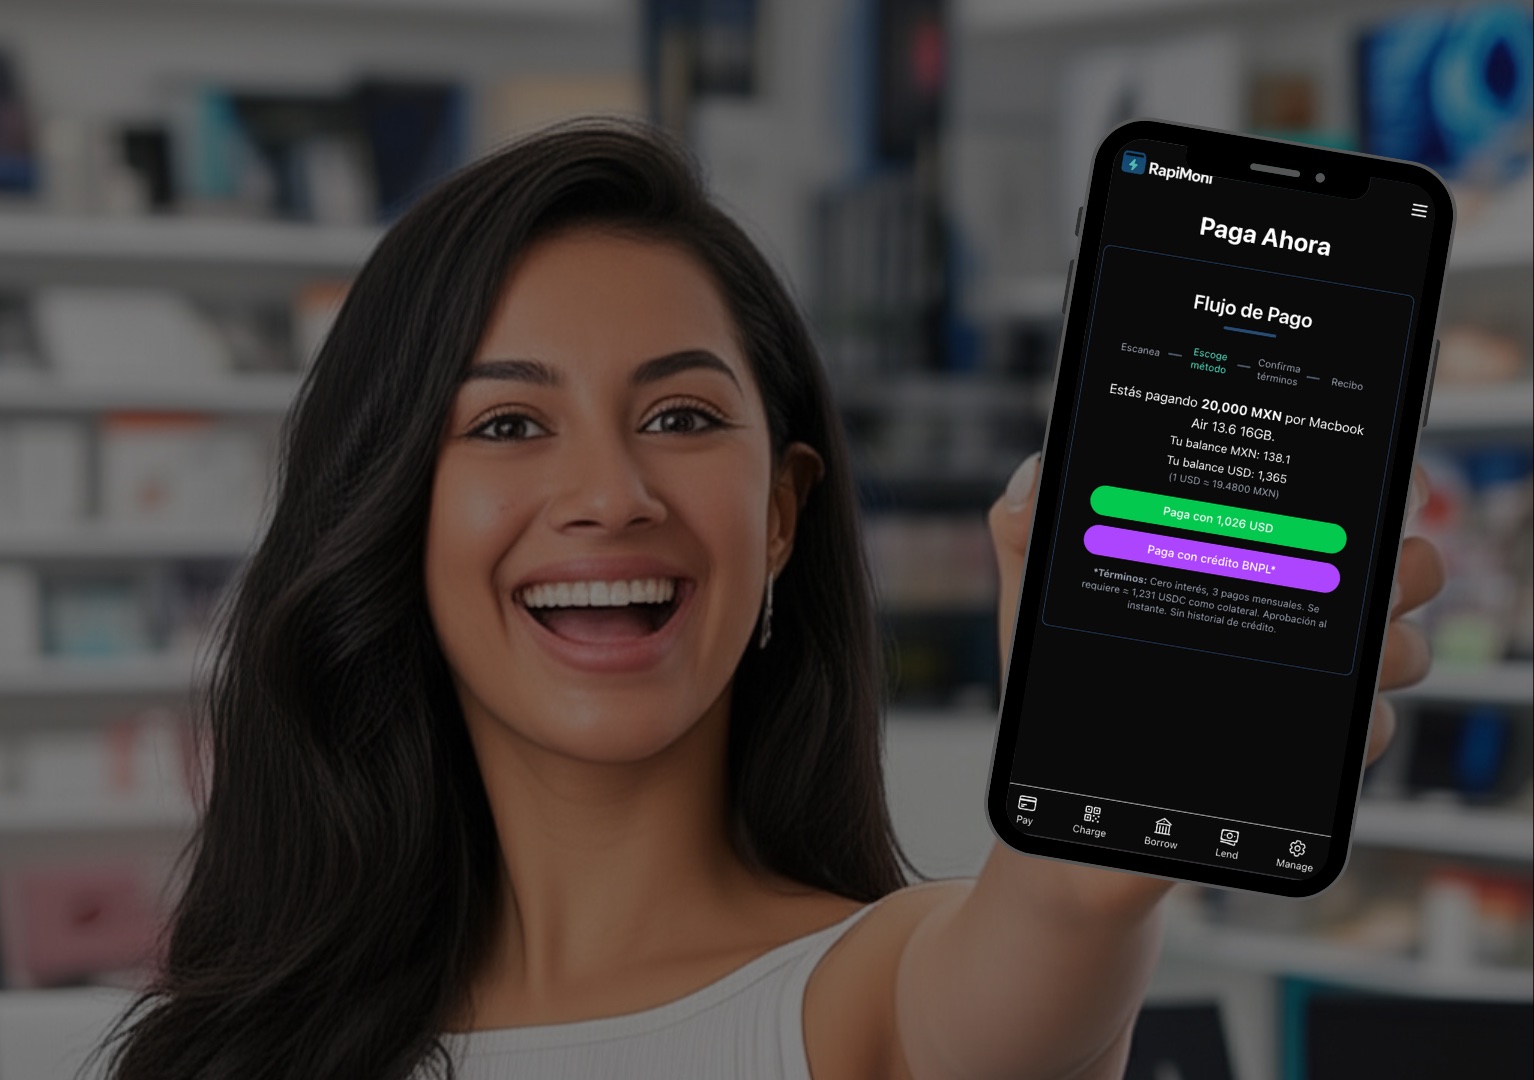 RapiMoni
Paga Ahora
Flujo de Pago
Escanea — Escoge método — Confirma términos — Recibo
Estás pagando 20,000 MXN por Macbook
Air 13.6 16GB.
Tu balance MXN: 138.1
Tu balance USD: 1,365
(1 USD = 19.4800 MXN)
Paga con 1,026 USD
Paga con crédito BNPL*
*Términos: Cero interés, 3 pagos mensuales. Se
requiere = 1,231 USDC como colateral. Aprobación al
instante. Sin historial de crédito.
Pay
Charge
Borrow
Lend
Manage